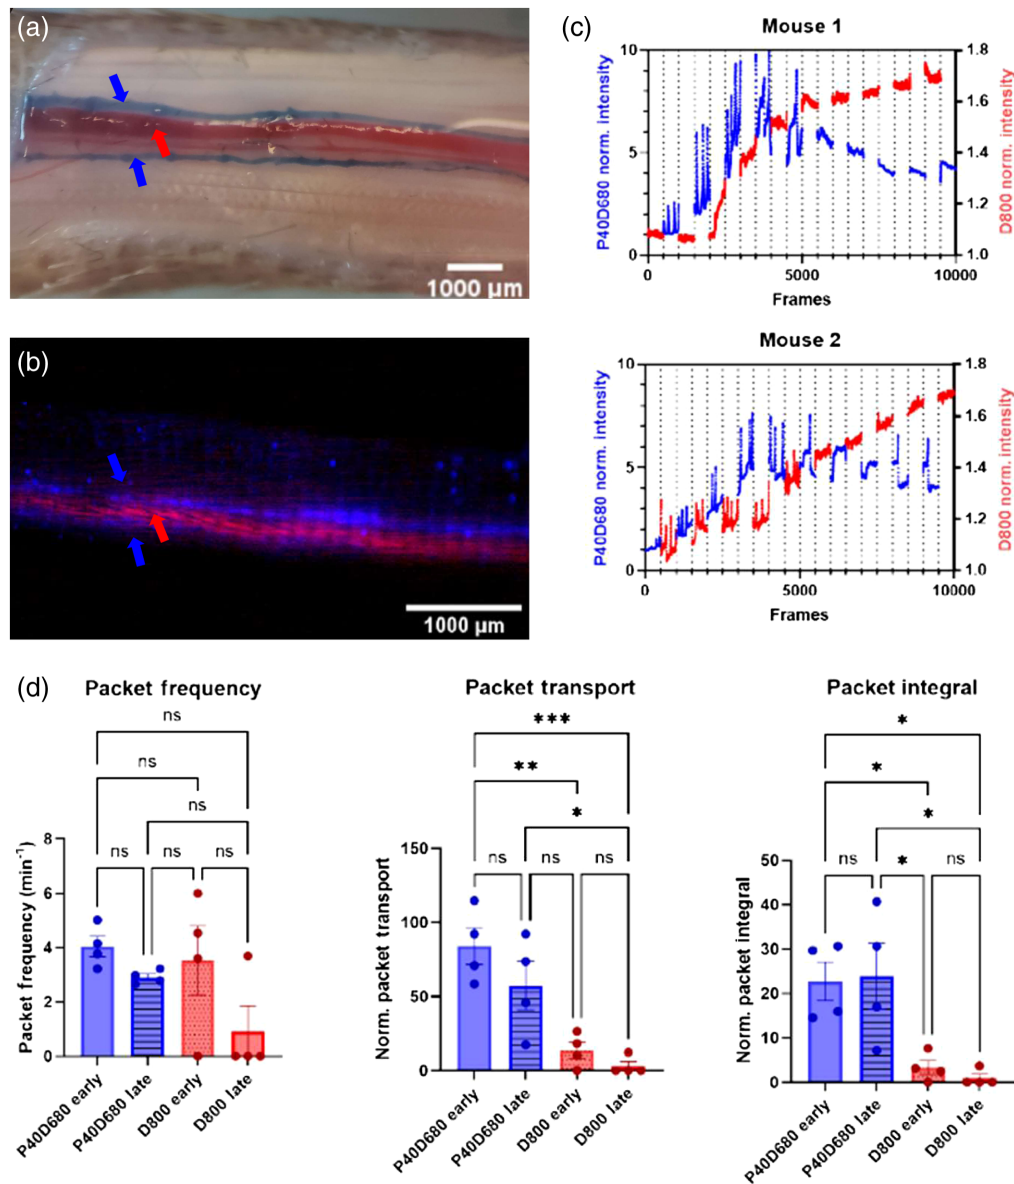 (a)
1000 µm
(b)
1000 µm
(c)
Mouse 1
P40D680 norm. intensity
D800 norm. intensity
10
5
0
1.8
1.6
1.4
1.2
1.0
0
5000
10000
Frames
Mouse 2
P40D680 norm. intensity
D800 norm. intensity
10
5
0
1.8
1.6
1.4
1.2
1.0
0
5000
10000
Frames
(d)
Packet frequency
ns
ns
ns
ns
ns
ns
Packet frequency (min⁻¹)
8
6
4
2
0
P40D680 early
P40D680 late
D800 early
D800 late
Packet transport
***
**
*
ns
ns
ns
Norm. packet transport
150
100
50
0
P40D680 early
P40D680 late
D800 early
D800 late
Packet integral
*
*
*
ns
*
ns
Norm. packet integral
50
40
30
20
10
0
P40D680 early
P40D680 late
D800 early
D800 late